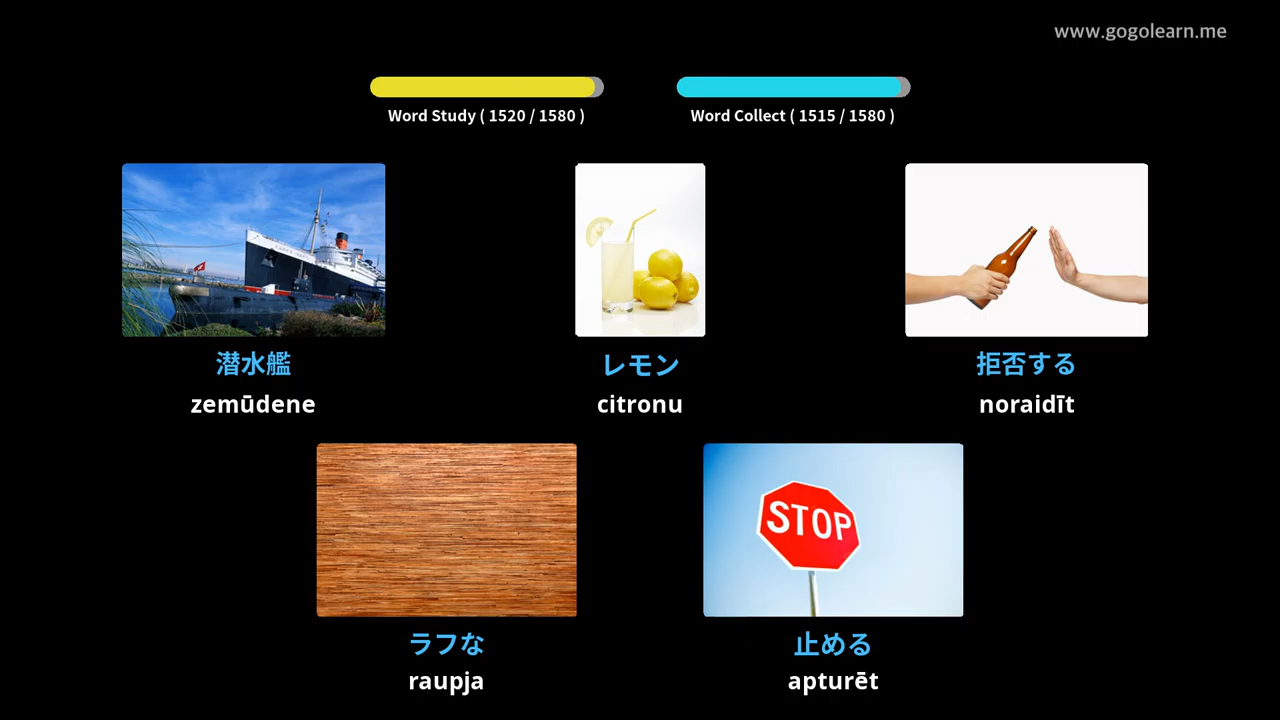 www.gogolearn.me
Word Study ( 1520 / 1580 )
Word Collect ( 1515 / 1580 )
潜水艦
zemūdene
レモン
citronu
拒否する
noraidīt
STOP
ラフな
raupja
止める
apturēt